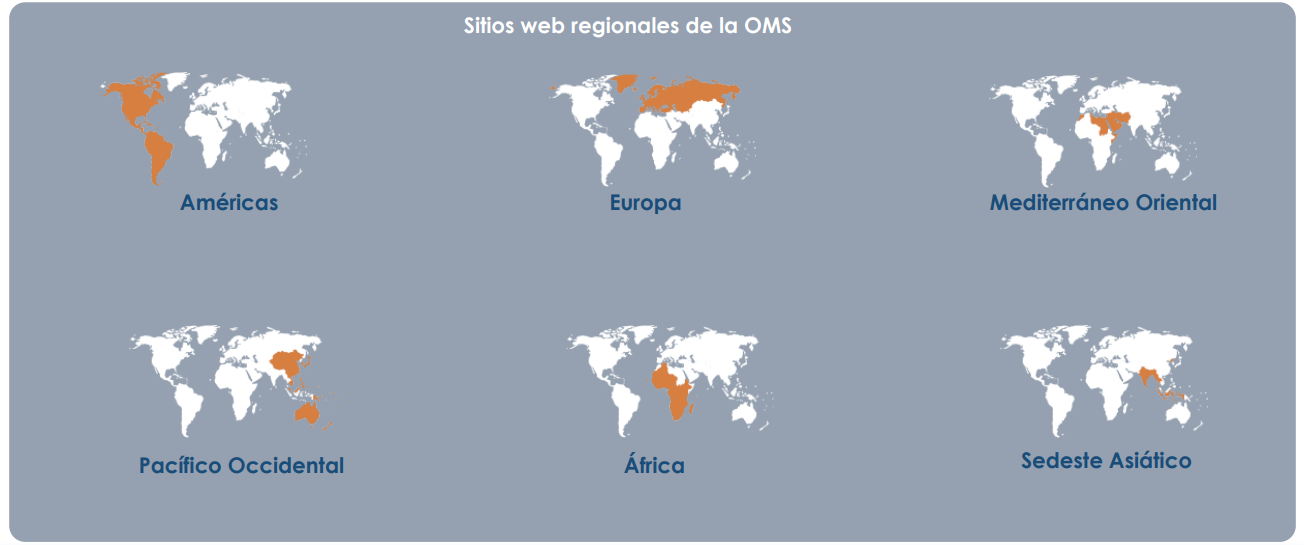 Sitios web regionales de la OMS
Américas
Europa
Mediterráneo Oriental
Pacífico Occidental
África
Sedeste Asiático